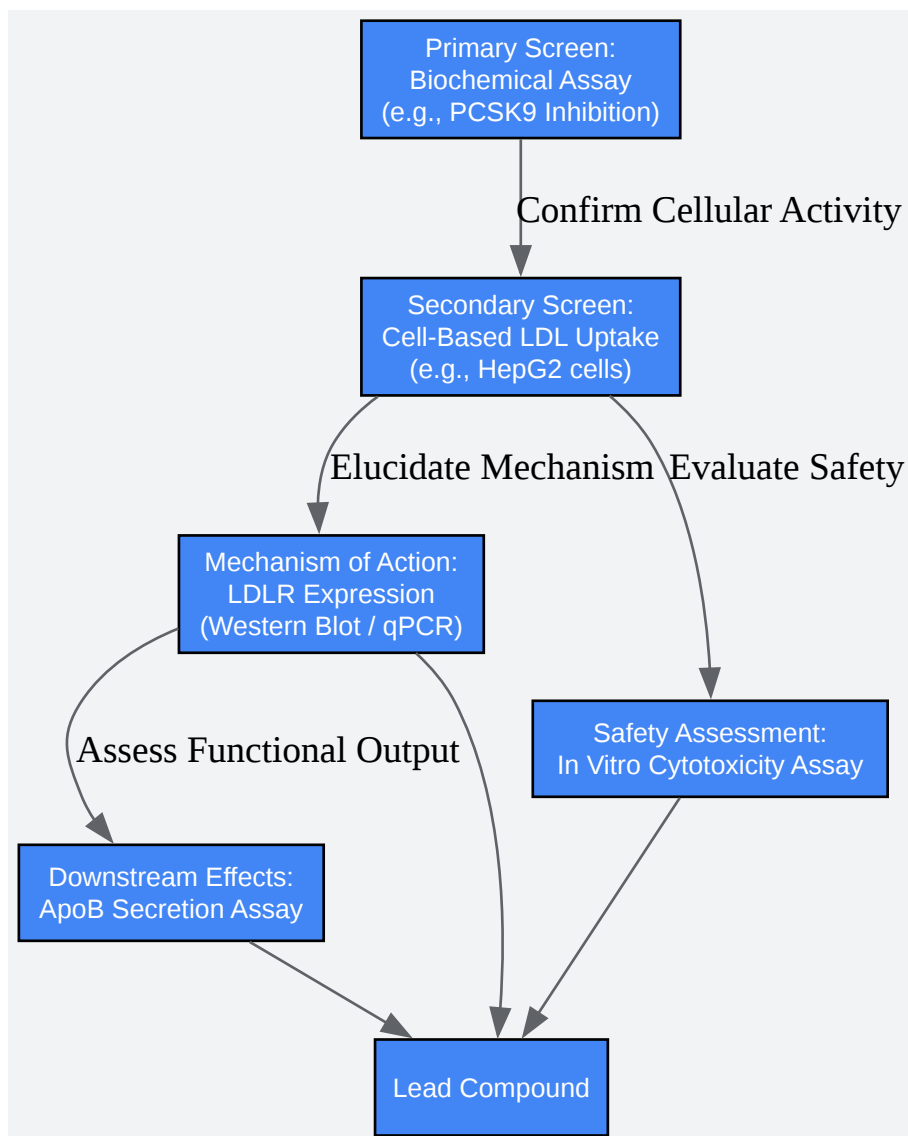 Primary Screen:
Biochemical Assay
(e.g., PCSK9 Inhibition)
Confirm Cellular Activity
Secondary Screen:
Cell-Based LDL Uptake
(e.g., HepG2 cells)
Elucidate Mechanism
Evaluate Safety
Mechanism of Action:
LDLR Expression
(Western Blot / qPCR)
Safety Assessment:
In Vitro Cytotoxicity Assay
Assess Functional Output
Downstream Effects:
ApoB Secretion Assay
Lead Compound